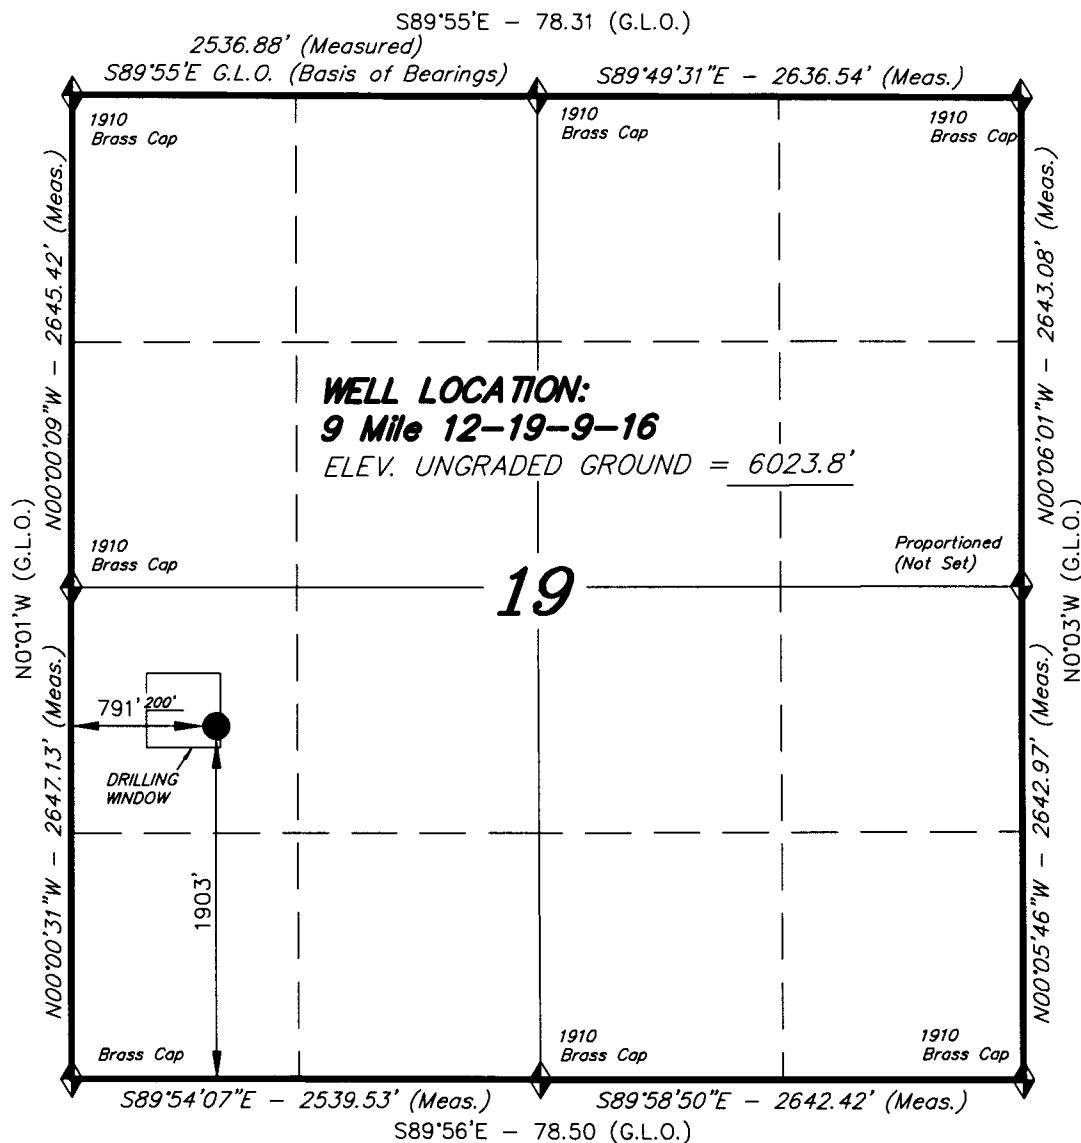 S89°55'E - 78.31 (G.L.O.)
2536.88' (Measured)
S89°55'E G.L.O. (Basis of Bearings)
S89°49'31"E - 2636.54' (Meas.)
1910
Brass Cap
1910
Brass Cap
1910
Brass Cap
N00°00'09"W - 2645.42' (Meas.)
N00°06'01"W - 2643.08' (Meas.)
WELL LOCATION:
9 Mile 12-19-9-16
ELEV. UNGRADED GROUND = 6023.8'
N0°01'W (G.L.O.)
1910
Brass Cap
19
Proportioned
(Not Set)
N0°03'W (G.L.O.)
N00°00'31"W - 2647.13' (Meas.)
791'
200'
DRILLING
WINDOW
1903'
N00°05'46"W - 2642.97' (Meas.)
Brass Cap
1910
Brass Cap
1910
Brass Cap
S89°54'07"E - 2539.53' (Meas.)
S89°58'50"E - 2642.42' (Meas.)
S89°56'E - 78.50 (G.L.O.)